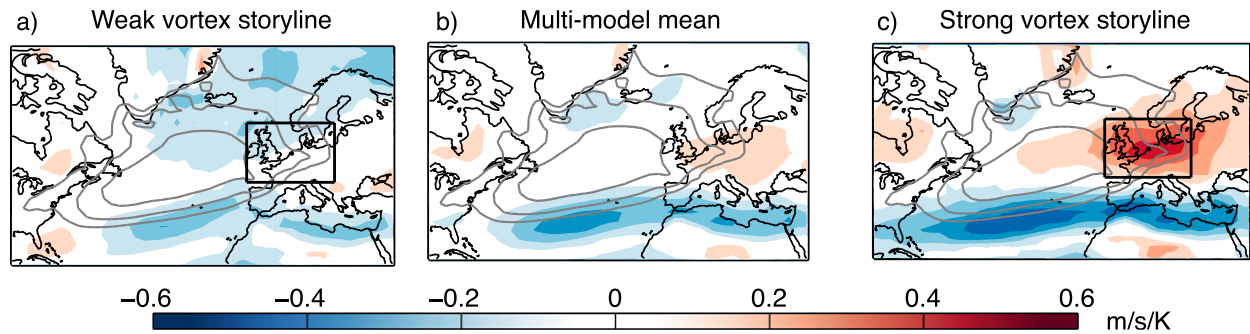 a) Weak vortex storyline
b) Multi-model mean
c) Strong vortex storyline
−0.6 −0.4 −0.2 0 0.2 0.4 0.6 m/s/K